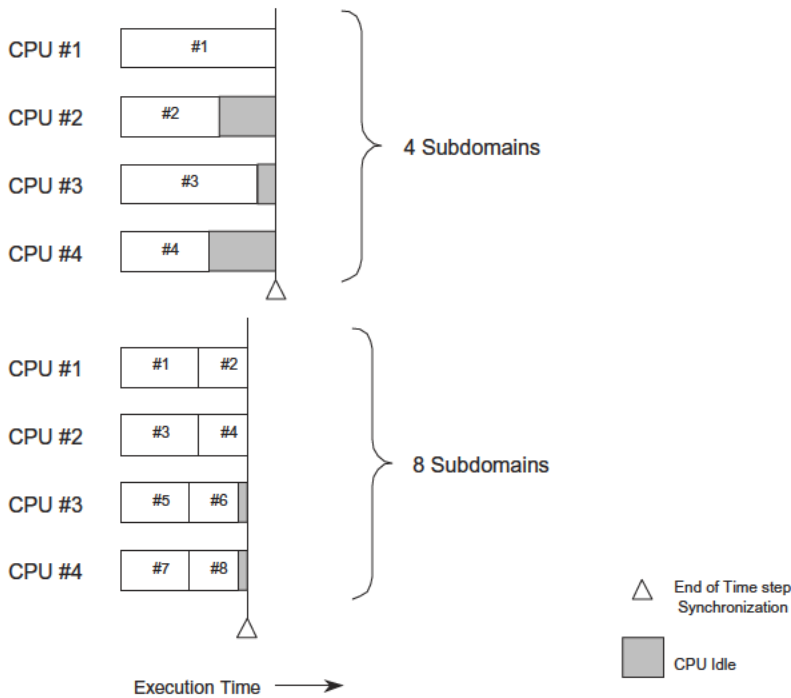 CPU #1
#1
CPU #2
#2
CPU #3
#3
CPU #4
#4
4 Subdomains
CPU #1
#1
#2
CPU #2
#3
#4
CPU #3
#5
#6
CPU #4
#7
#8
8 Subdomains
End of Time step
Synchronization
CPU Idle
Execution Time